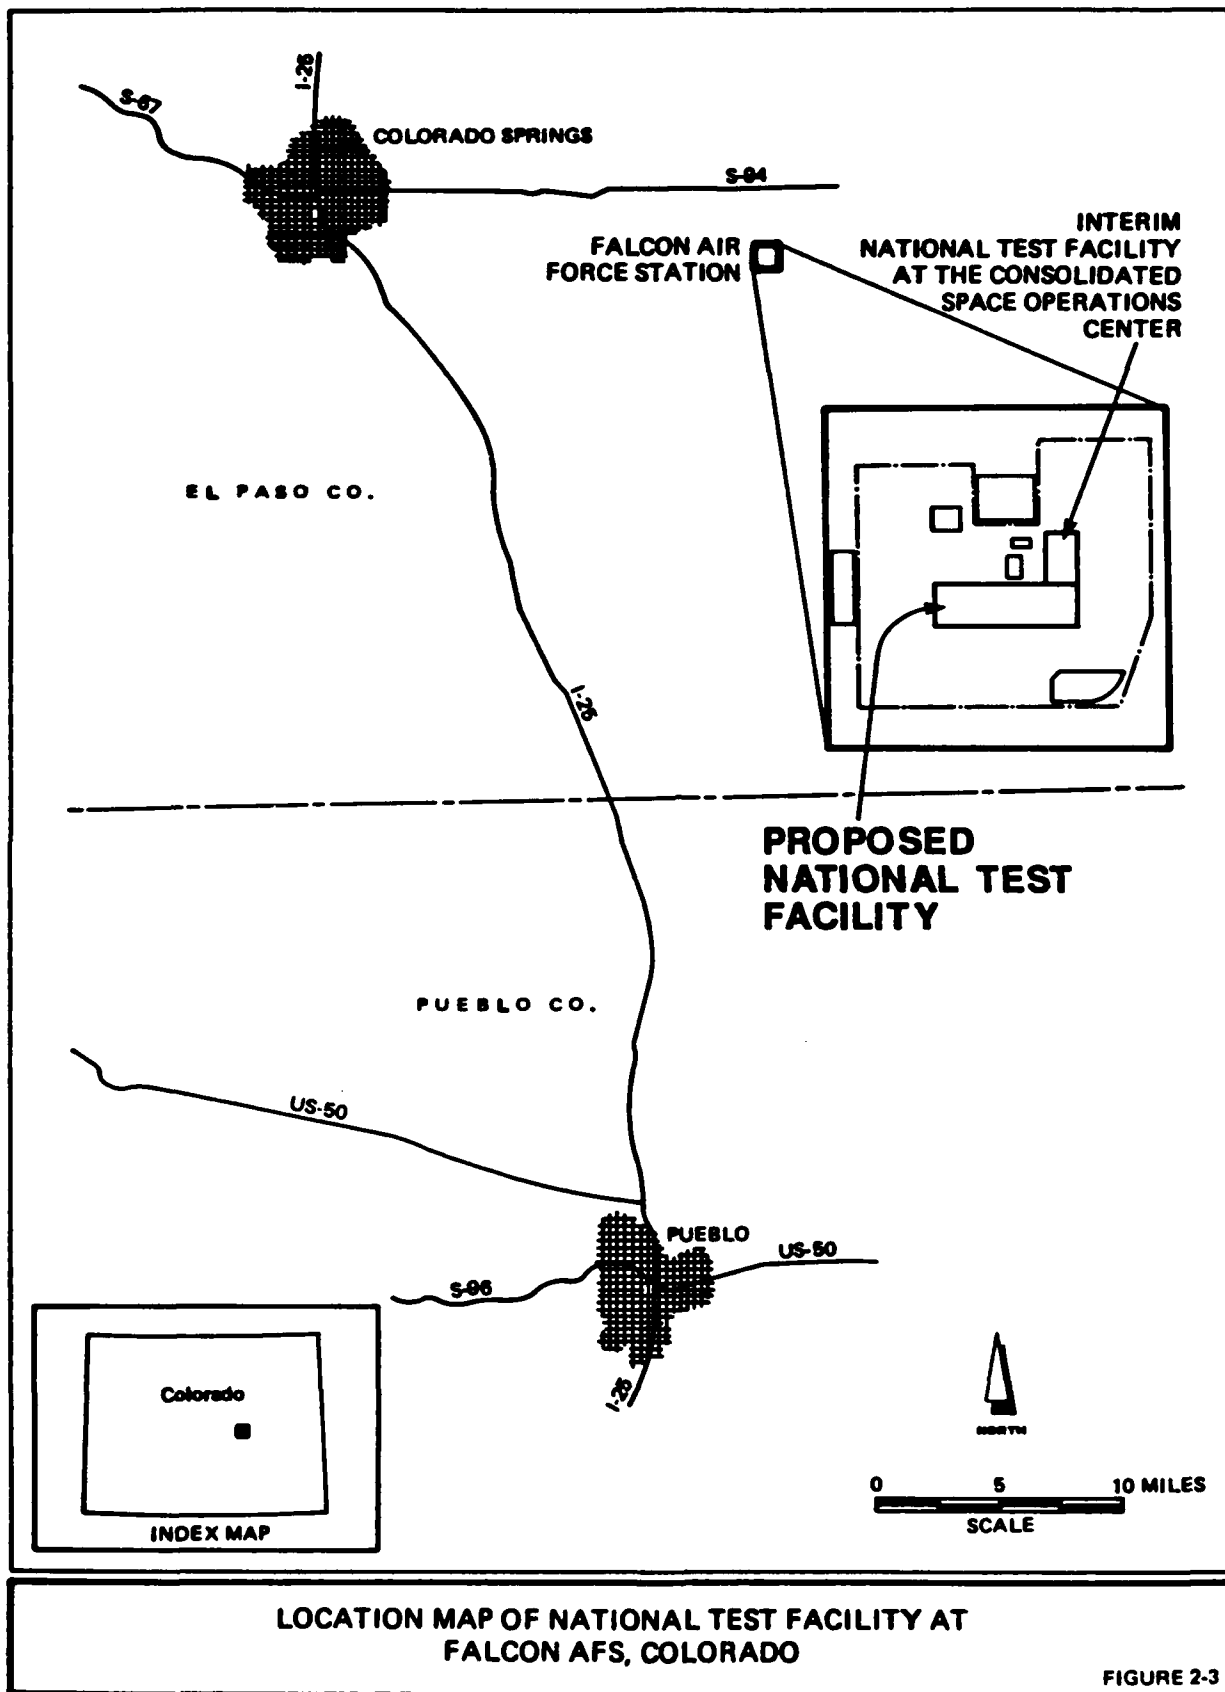 I-25
S-67
COLORADO SPRINGS
S-94
INTERIM
NATIONAL TEST FACILITY
AT THE CONSOLIDATED
SPACE OPERATIONS
CENTER
FALCON AIR
FORCE STATION
EL PASO CO.
I-25
PROPOSED
NATIONAL TEST
FACILITY
PUEBLO CO.
US-50
PUEBLO
US-50
S-96
I-25
Colorado
INDEX MAP
NORTH
0 5 10 MILES
SCALE
LOCATION MAP OF NATIONAL TEST FACILITY AT
FALCON AFS, COLORADO
FIGURE 2-3